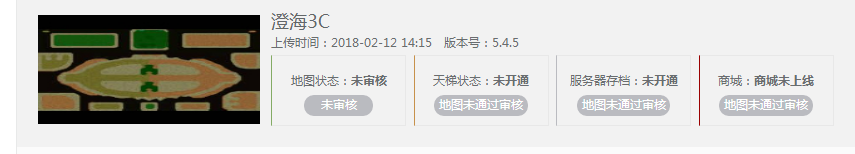 澄海3C
上传时间：2018-02-12 14:15 版本号：5.4.5
地图状态：未审核
未审核
天梯状态：未开通
地图未通过审核
服务器存档：未开通
地图未通过审核
商城：商城未上线
地图未通过审核